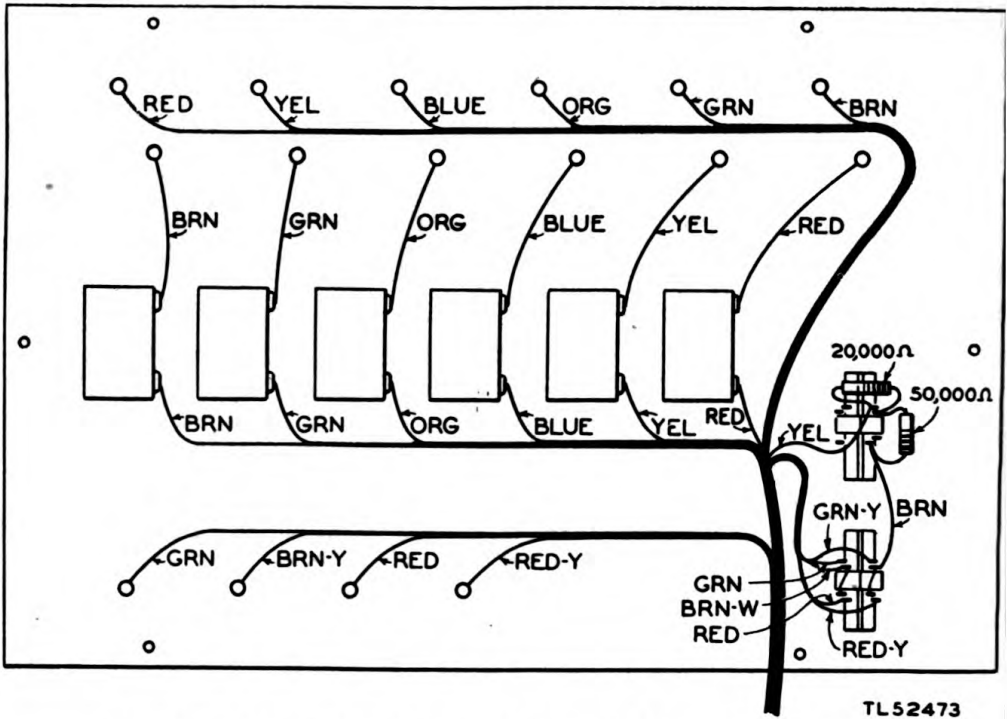 RED YEL BLUE ORG GRN BRN
BRN GRN ORG BLUE YEL RED
20,000Ω
50,000Ω
BRN GRN ORG BLUE YEL RED YEL
BRN
GRN-Y
GRN BRN-Y RED RED-Y
GRN
BRN-W
RED
RED-Y
TL52473